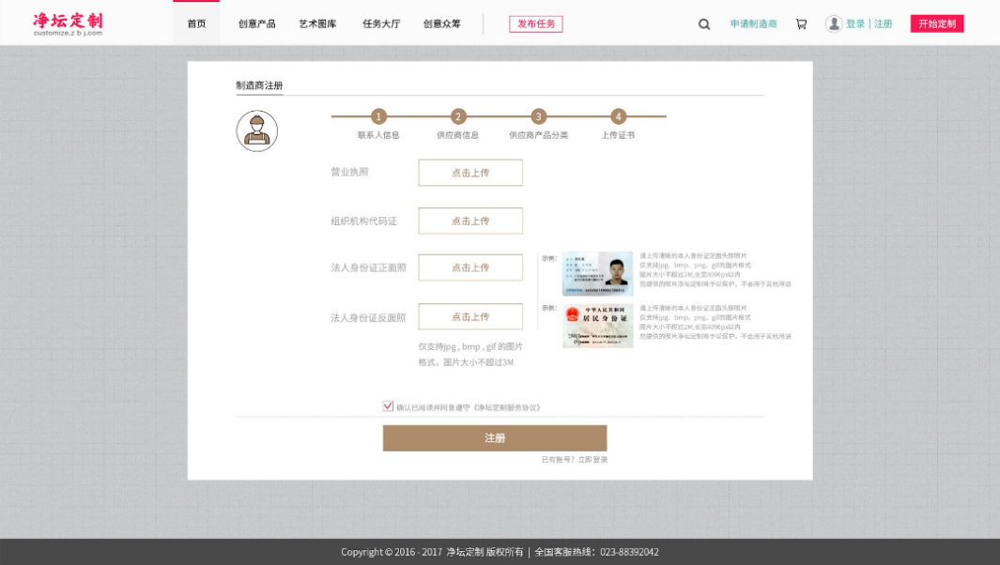 净坛定制
customize.z b j.com
首页 创意产品 艺术图库 任务大厅 创意众筹 发布任务 申请制造商 登录 | 注册 开始定制
制造商注册
1 2 3 4
联系人信息 供应商信息 供应商产品分类 上传证书
营业执照 点击上传
组织机构代码证 点击上传
法人身份证正面照 点击上传
示例:
请上传清晰的本人身份证正面头部照片
仅支持jpg、bmp、png、gif的图片格式
图片大小不超过2M,长宽4096px以内
您提供的照片净坛定制将予以保护，不会用于其他用途
法人身份证反面照 点击上传
示例:
中华人民共和国
居民身份证
请上传清晰的本人身份证正面头部照片
仅支持jpg、bmp、png、gif的图片格式
图片大小不超过2M,长宽4096px以内
您提供的照片净坛定制将予以保护，不会用于其他用途
仅支持jpg , bmp , gif 的图片
格式，图片大小不超过3M
确认已阅读并同意遵守《净坛定制服务协议》
注册
已有账号？立即登录
Copyright © 2016 - 2017 净坛定制 版权所有 | 全国客服热线：023-88392042